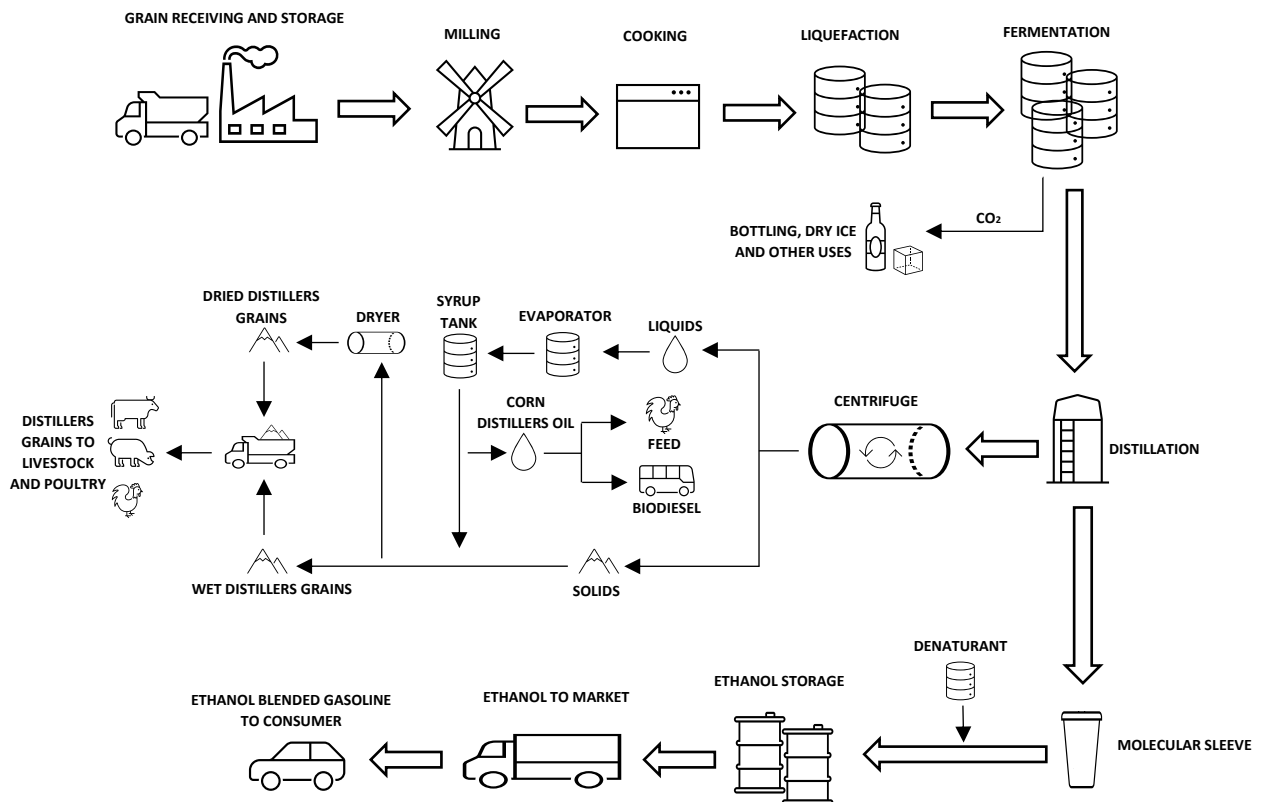 GRAIN RECEIVING AND STORAGE
MILLING
COOKING
LIQUEFACTION
FERMENTATION
CO₂
BOTTLING, DRY ICE
AND OTHER USES
DRIED DISTILLERS
GRAINS
DRYER
SYRUP
TANK
EVAPORATOR
LIQUIDS
CORN
DISTILLERS OIL
FEED
BIODIESEL
CENTRIFUGE
DISTILLATION
DISTILLERS
GRAINS TO
LIVESTOCK
AND POULTRY
WET DISTILLERS GRAINS
SOLIDS
DENATURANT
MOLECULAR SLEEVE
ETHANOL STORAGE
ETHANOL TO MARKET
ETHANOL BLENDED GASOLINE
TO CONSUMER